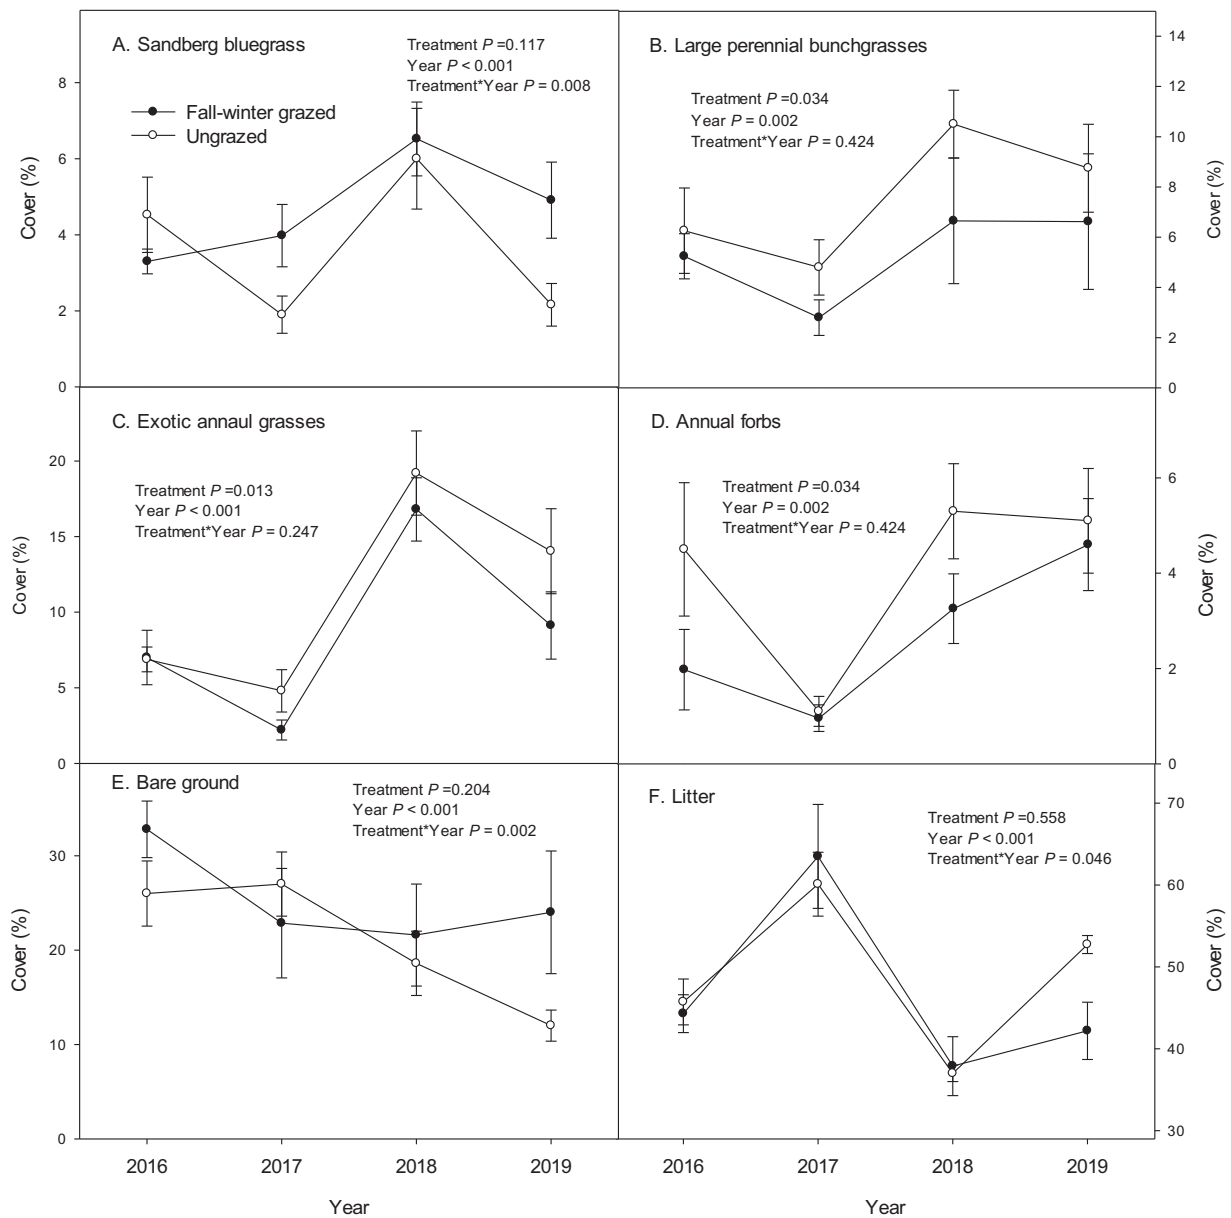 A. Sandberg bluegrass
Treatment P =0.117
Year P < 0.001
Treatment*Year P = 0.008
Fall-winter grazed
Ungrazed
Cover (%)
8
6
4
2
0
B. Large perennial bunchgrasses
Treatment P =0.034
Year P = 0.002
Treatment*Year P = 0.424
14
12
10
8
6
4
2
0
Cover (%)
C. Exotic annaul grasses
Treatment P =0.013
Year P < 0.001
Treatment*Year P = 0.247
Cover (%)
20
15
10
5
0
D. Annual forbs
Treatment P =0.034
Year P = 0.002
Treatment*Year P = 0.424
6
4
2
0
Cover (%)
E. Bare ground
Treatment P =0.204
Year P < 0.001
Treatment*Year P = 0.002
Cover (%)
30
20
10
0
2016 2017 2018 2019
Year
F. Litter
Treatment P =0.558
Year P < 0.001
Treatment*Year P = 0.046
70
60
50
40
30
Cover (%)
2016 2017 2018 2019
Year